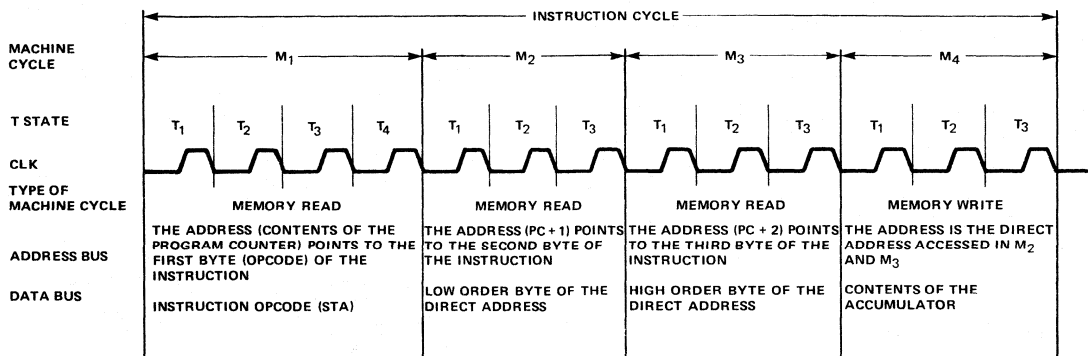 INSTRUCTION CYCLE
MACHINE
CYCLE
M1
M2
M3
M4
T STATE
T1
T2
T3
T4
T1
T2
T3
T1
T2
T3
T1
T2
T3
CLK
TYPE OF
MACHINE CYCLE
MEMORY READ
MEMORY READ
MEMORY READ
MEMORY WRITE
ADDRESS BUS
THE ADDRESS (CONTENTS OF THE
PROGRAM COUNTER) POINTS TO THE
FIRST BYTE (OPCODE) OF THE
INSTRUCTION
THE ADDRESS (PC + 1) POINTS
TO THE SECOND BYTE OF
THE INSTRUCTION
THE ADDRESS (PC + 2) POINTS
TO THE THIRD BYTE OF THE
INSTRUCTION
THE ADDRESS IS THE DIRECT
ADDRESS ACCESSED IN M2
AND M3
DATA BUS
INSTRUCTION OPCODE (STA)
LOW ORDER BYTE OF THE
DIRECT ADDRESS
HIGH ORDER BYTE OF THE
DIRECT ADDRESS
CONTENTS OF THE
ACCUMULATOR